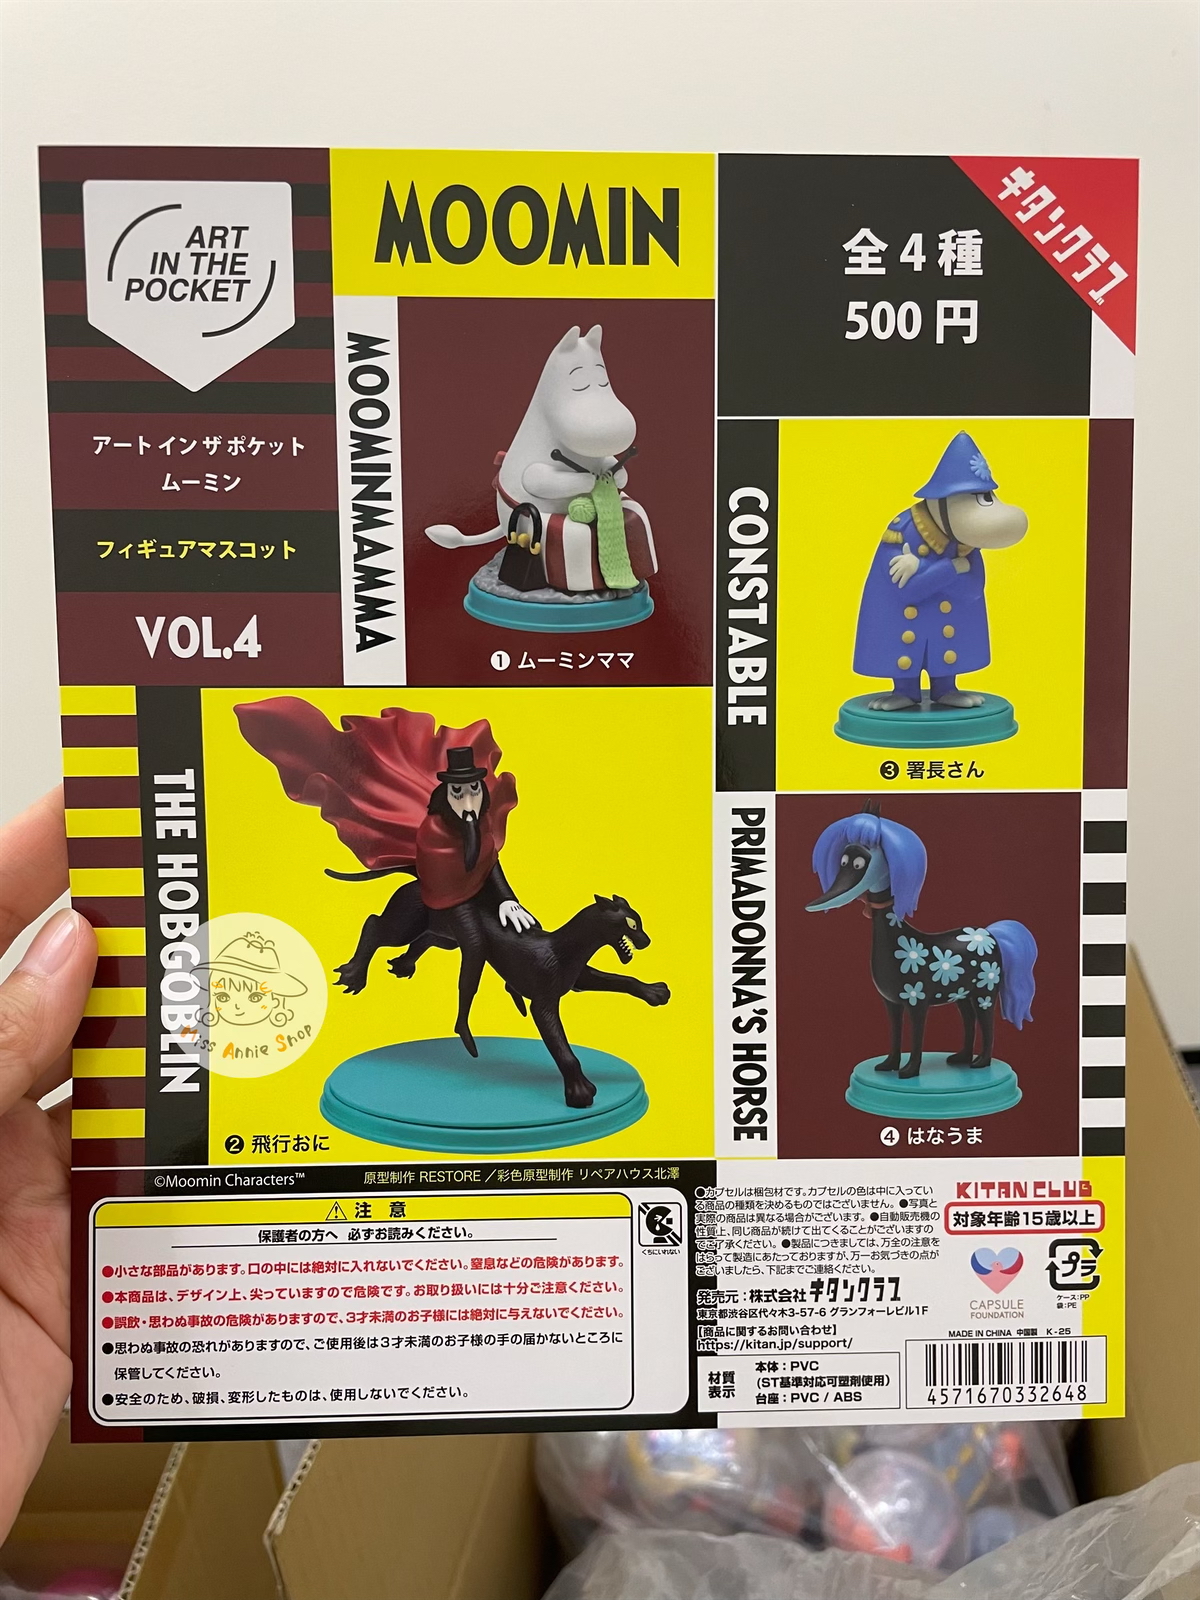 ART
IN THE
POCKET
MOOMIN
全4種
500円
キタンクラブ
アート イン ザ ポケット
ムーミン
フィギュアマスコット
VOL.4
MOOMINMAMMA
❶ ムーミンママ
CONSTABLE
❸ 署長さん
THE HOBGOBLIN
❷ 飛行おに
PRIMADONNA'S HORSE
❹ はなうま
ANNIE
Miss Annie Shop
©Moomin Characters™
原型制作 RESTORE／彩色原型制作 リペアハウス北澤
⚠ 注 意
保護者の方へ 必ずお読みください。
●小さな部品があります。口の中には絶対に入れないでください。窒息などの危険があります。
●本商品は、デザイン上、尖っていますので危険です。お取り扱いには十分ご注意ください。
●誤飲・思わぬ事故の危険がありますので、3才未満のお子様には絶対に与えないでください。
●思わぬ事故の恐れがありますので、ご使用後は3才未満のお子様の手の届かないところに
保管してください。
●安全のため、破損、変形したものは、使用しないでください。
くちにいれない
●カプセルは梱包材です。カプセルの色は中に入ってい
る商品の種類を決めるものではございません。●写真と
実際の商品は異なる場合がございます。●自動販売機の
性質上、同じ商品が続けて出てくることがございますの
でご了承ください。●製品につきましては、万全の注意を
はらって製造にあたっておりますが、万一お気づきの点が
ございましたら、下記までご連絡ください。
発売元：株式会社キタンクラブ
東京都渋谷区代々木3-57-6 グランフォーレビル1F
【商品に関するお問い合わせ】
https://kitan.jp/support/
材質
表示
本体：PVC
（ST基準対応可塑剤使用）
台座：PVC / ABS
KITAN CLUB
対象年齢15歳以上
CAPSULE
FOUNDATION
プラ
ケース:PP
袋:PE
MADE IN CHINA 中国製 K-25
4571670332648